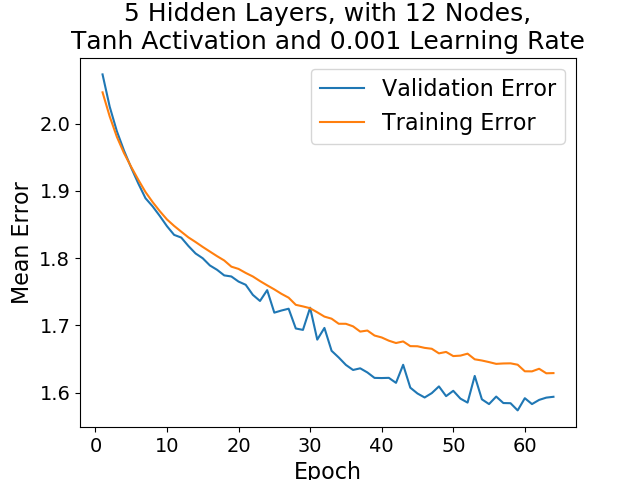 5 Hidden Layers, with 12 Nodes,
Tanh Activation and 0.001 Learning Rate
Validation Error
Training Error
Mean Error
2.0
1.9
1.8
1.7
1.6
0
10
20
30
40
50
60
Epoch